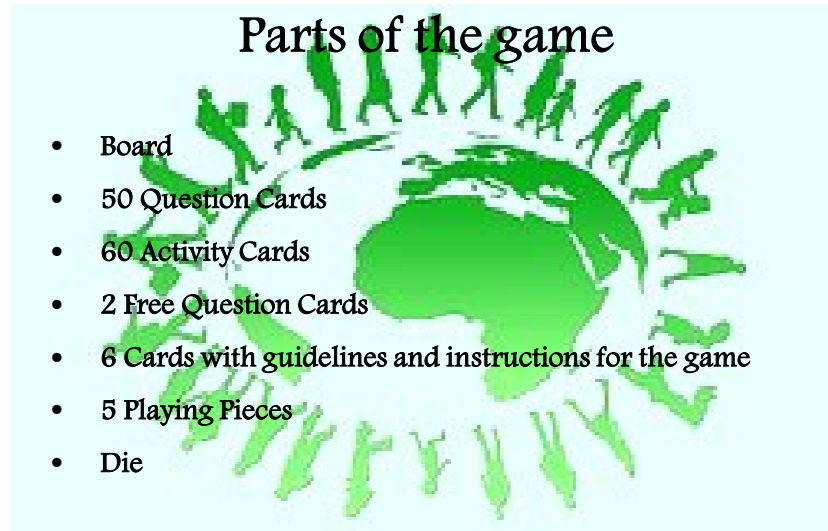 Parts of the game
• Board
• 50 Question Cards
• 60 Activity Cards
• 2 Free Question Cards
• 6 Cards with guidelines and instructions for the game
• 5 Playing Pieces
• Die